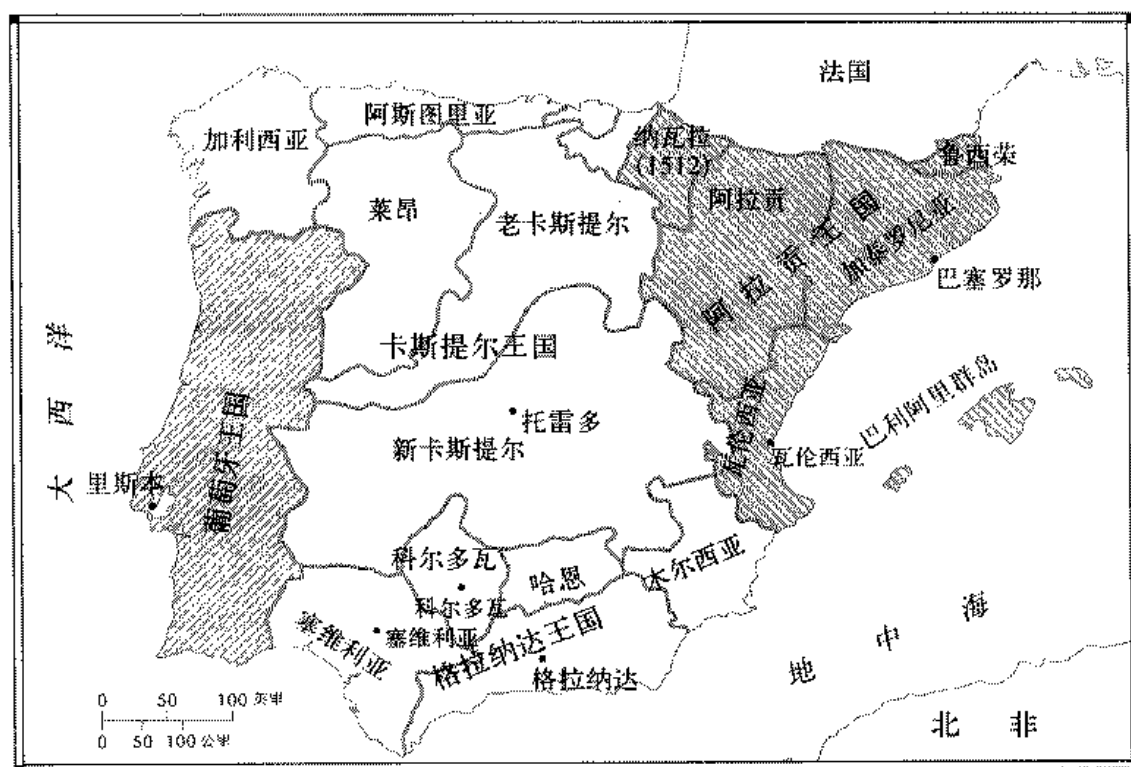 法国
阿斯图里亚
加利西亚
纳瓦拉
(1512)
鲁西荣
莱昂
阿拉贡
老卡斯提尔
阿拉贡王国
加泰罗尼亚
巴塞罗那
大西洋
卡斯提尔王国
巴利阿里群岛
托雷多
新卡斯提尔
瓦伦西亚
瓦伦西亚
葡萄牙王国
里斯本
科尔多瓦
哈恩
木尔西亚
科尔多瓦
塞维利亚
塞维利亚
格拉纳达王国
格拉纳达
地中海
北非
0 50 100 英里
0 50 100 公里